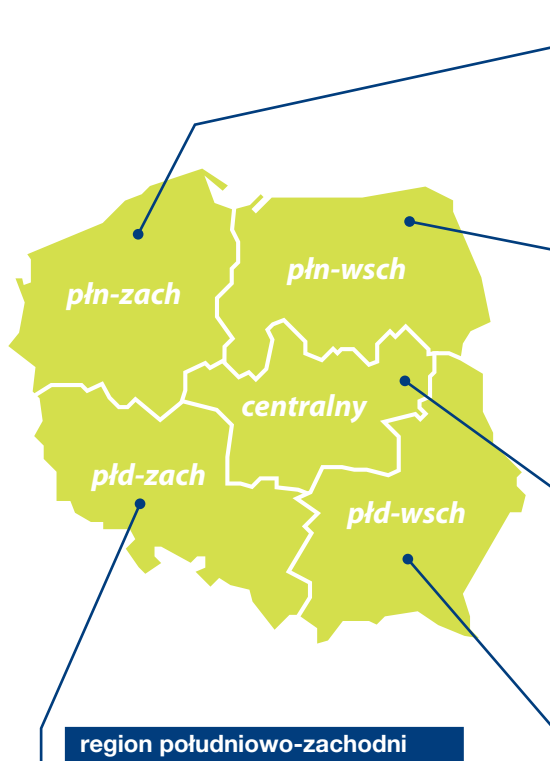 płn-wsch
płn-zach
centralny
płd-zach
płd-wsch
region południowo-zachodni